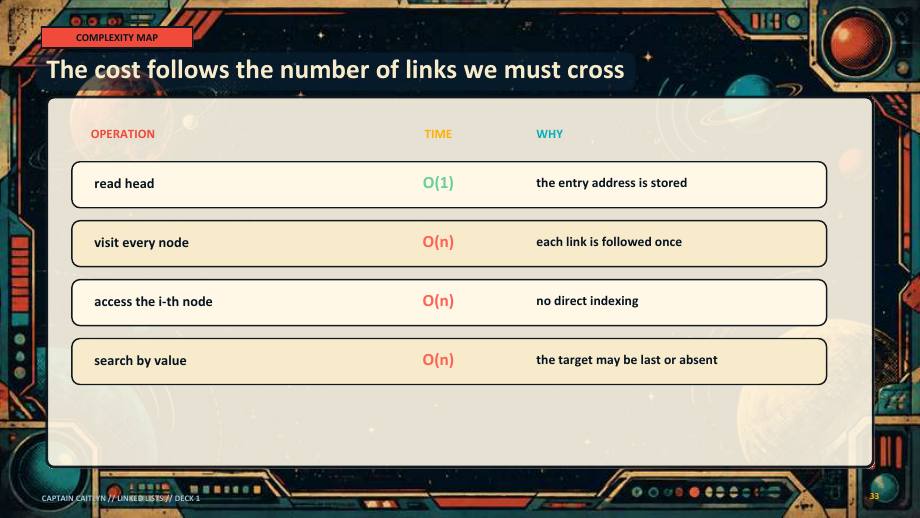 COMPLEXITY MAP
The cost follows the number of links we must cross
OPERATION TIME WHY
read head O(1) the entry address is stored
visit every node O(n) each link is followed once
access the i-th node O(n) no direct indexing
search by value O(n) the target may be last or absent
CAPTAIN CAITLYN // LINKED LISTS // DECK 1
33